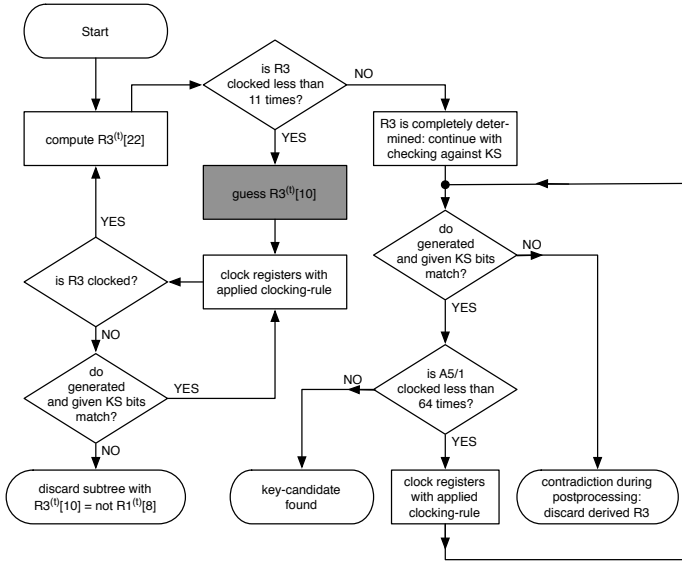 Start
is R3
clocked less than
11 times?
NO
YES
compute R3(t)[22]
R3 is completely deter-
mined: continue with
checking against KS
guess R3(t)[10]
YES
is R3 clocked?
NO
clock registers with
applied clocking-rule
do
generated
and given KS bits
match?
NO
YES
do
generated
and given KS bits
match?
YES
NO
is A5/1
clocked less than
64 times?
NO
YES
discard subtree with
R3(t)[10] = not R1(t)[8]
key-candidate
found
clock registers
with applied
clocking-rule
contradiction during
postprocessing:
discard derived R3